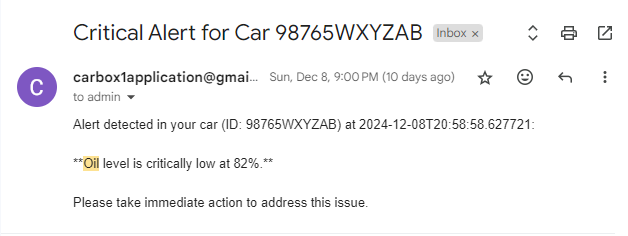 Critical Alert for Car 98765WXYZAB Inbox x
C
carbox1application@gmai... Sun, Dec 8, 9:00 PM (10 days ago)
to admin
Alert detected in your car (ID: 98765WXYZAB) at 2024-12-08T20:58:58.627721:
**Oil level is critically low at 82%.**
Please take immediate action to address this issue.